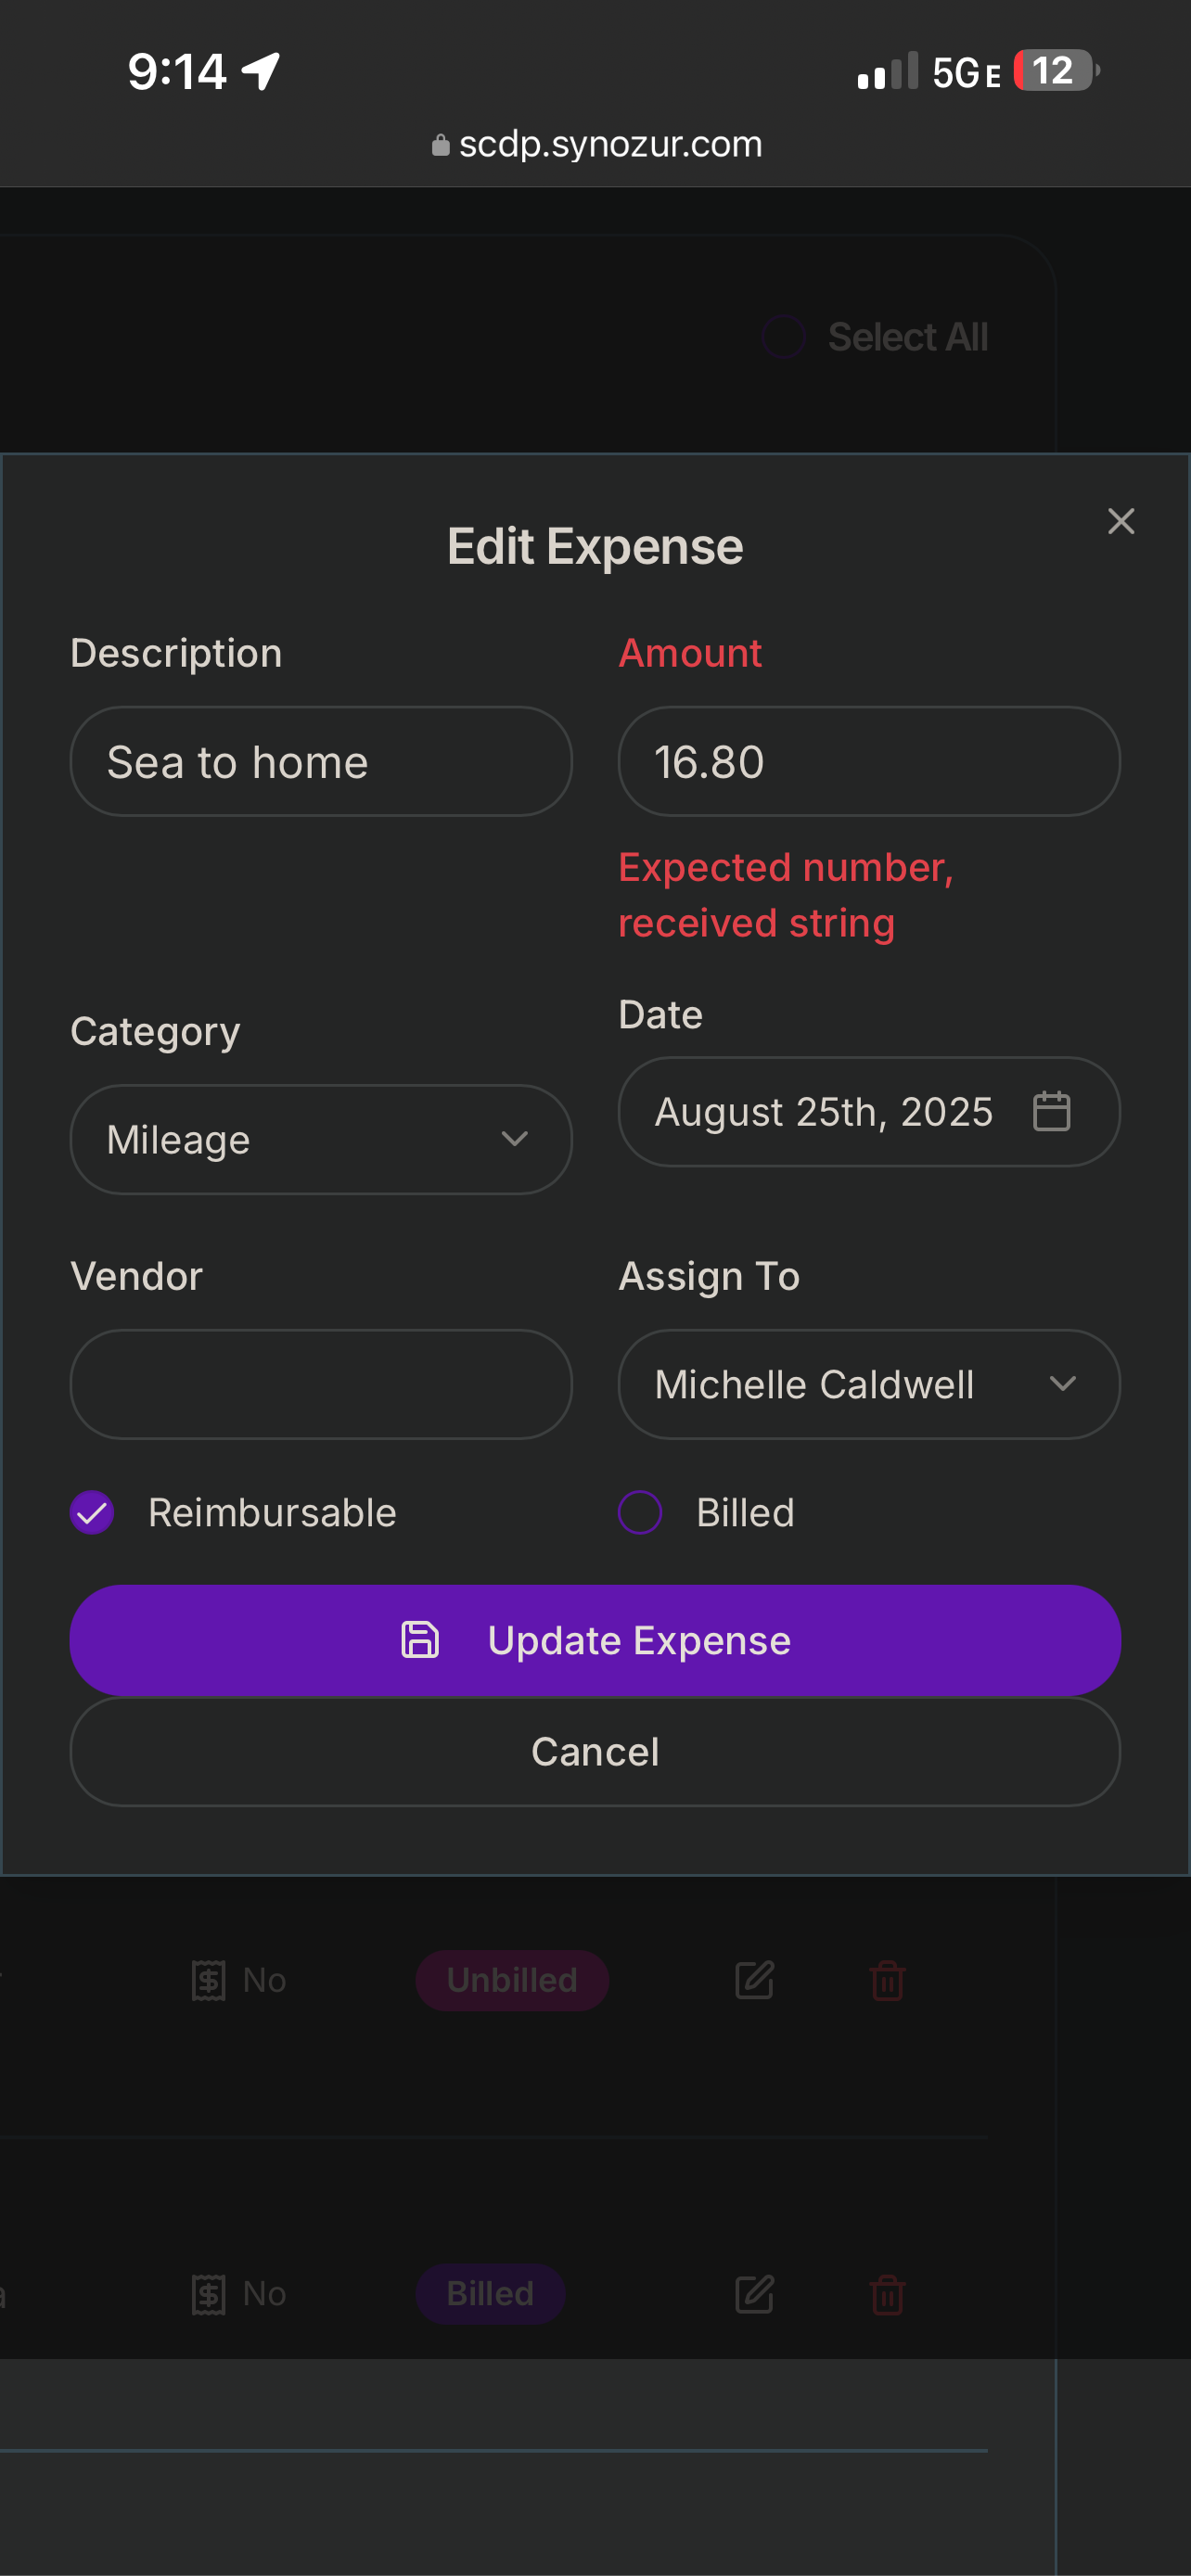 9:14
5GE
12
scdp.synozur.com
Select All
Edit Expense
Description
Amount
Sea to home
16.80
Expected number,
received string
Category
Date
Mileage
August 25th, 2025
Vendor
Assign To
Michelle Caldwell
Reimbursable
Billed
Update Expense
Cancel
No
Unbilled
No
Billed